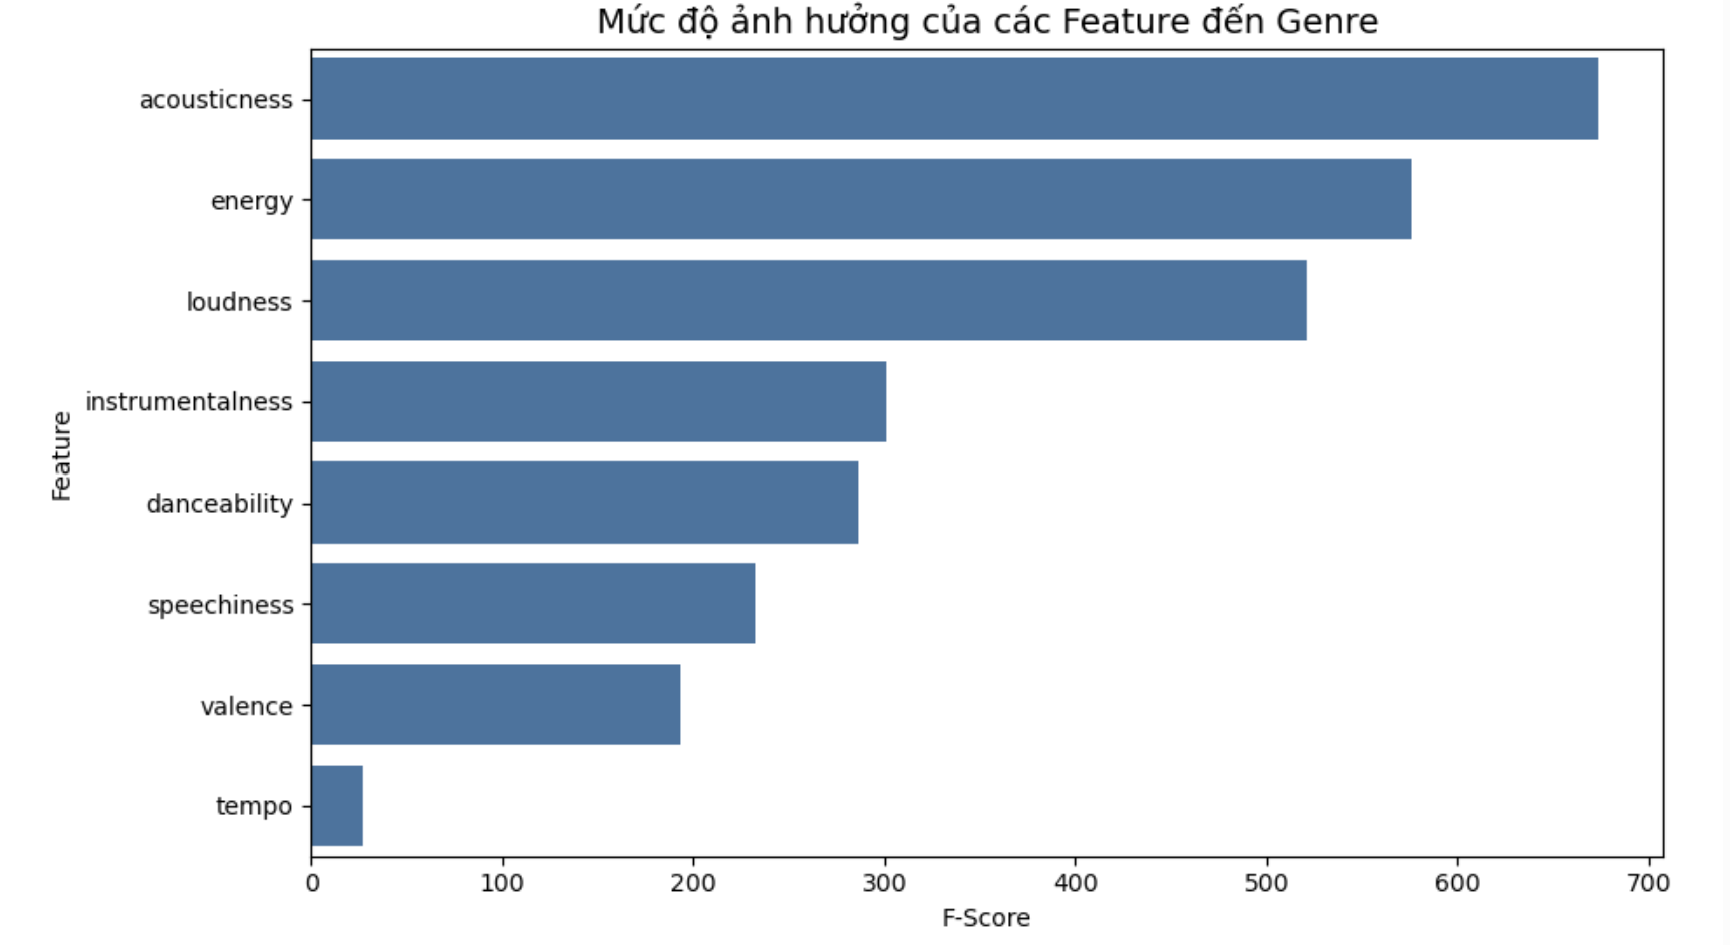 Mức độ ảnh hưởng của các Feature đến Genre
acousticness
energy
loudness
instrumentalness
danceability
speechiness
valence
tempo
Feature
0 100 200 300 400 500 600 700
F-Score